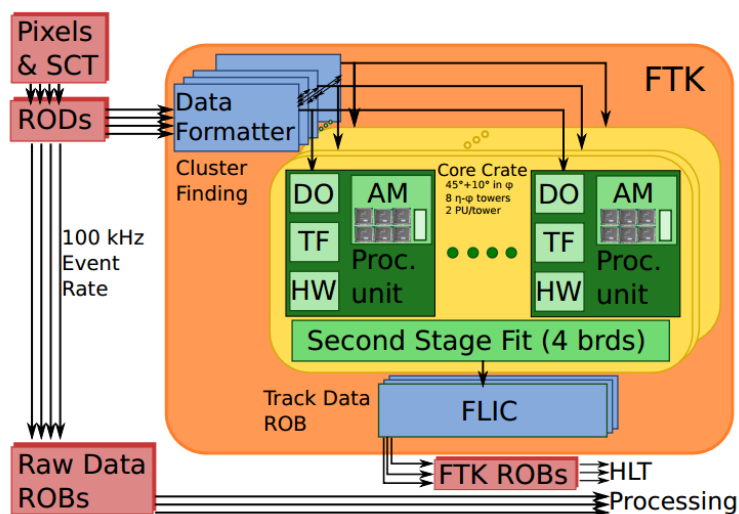 Pixels
& SCT
RODs
Data
Formatter
Cluster
Finding
FTK
100 kHz
Event
Rate
Core Crate
45°+10° in φ
8 η-φ towers
2 PU/tower
DO
AM
TF
Proc.
unit
HW
DO
AM
TF
Proc.
unit
HW
Second Stage Fit (4 brds)
Track Data
ROB
FLIC
Raw Data
ROBs
FTK ROBs
HLT
Processing